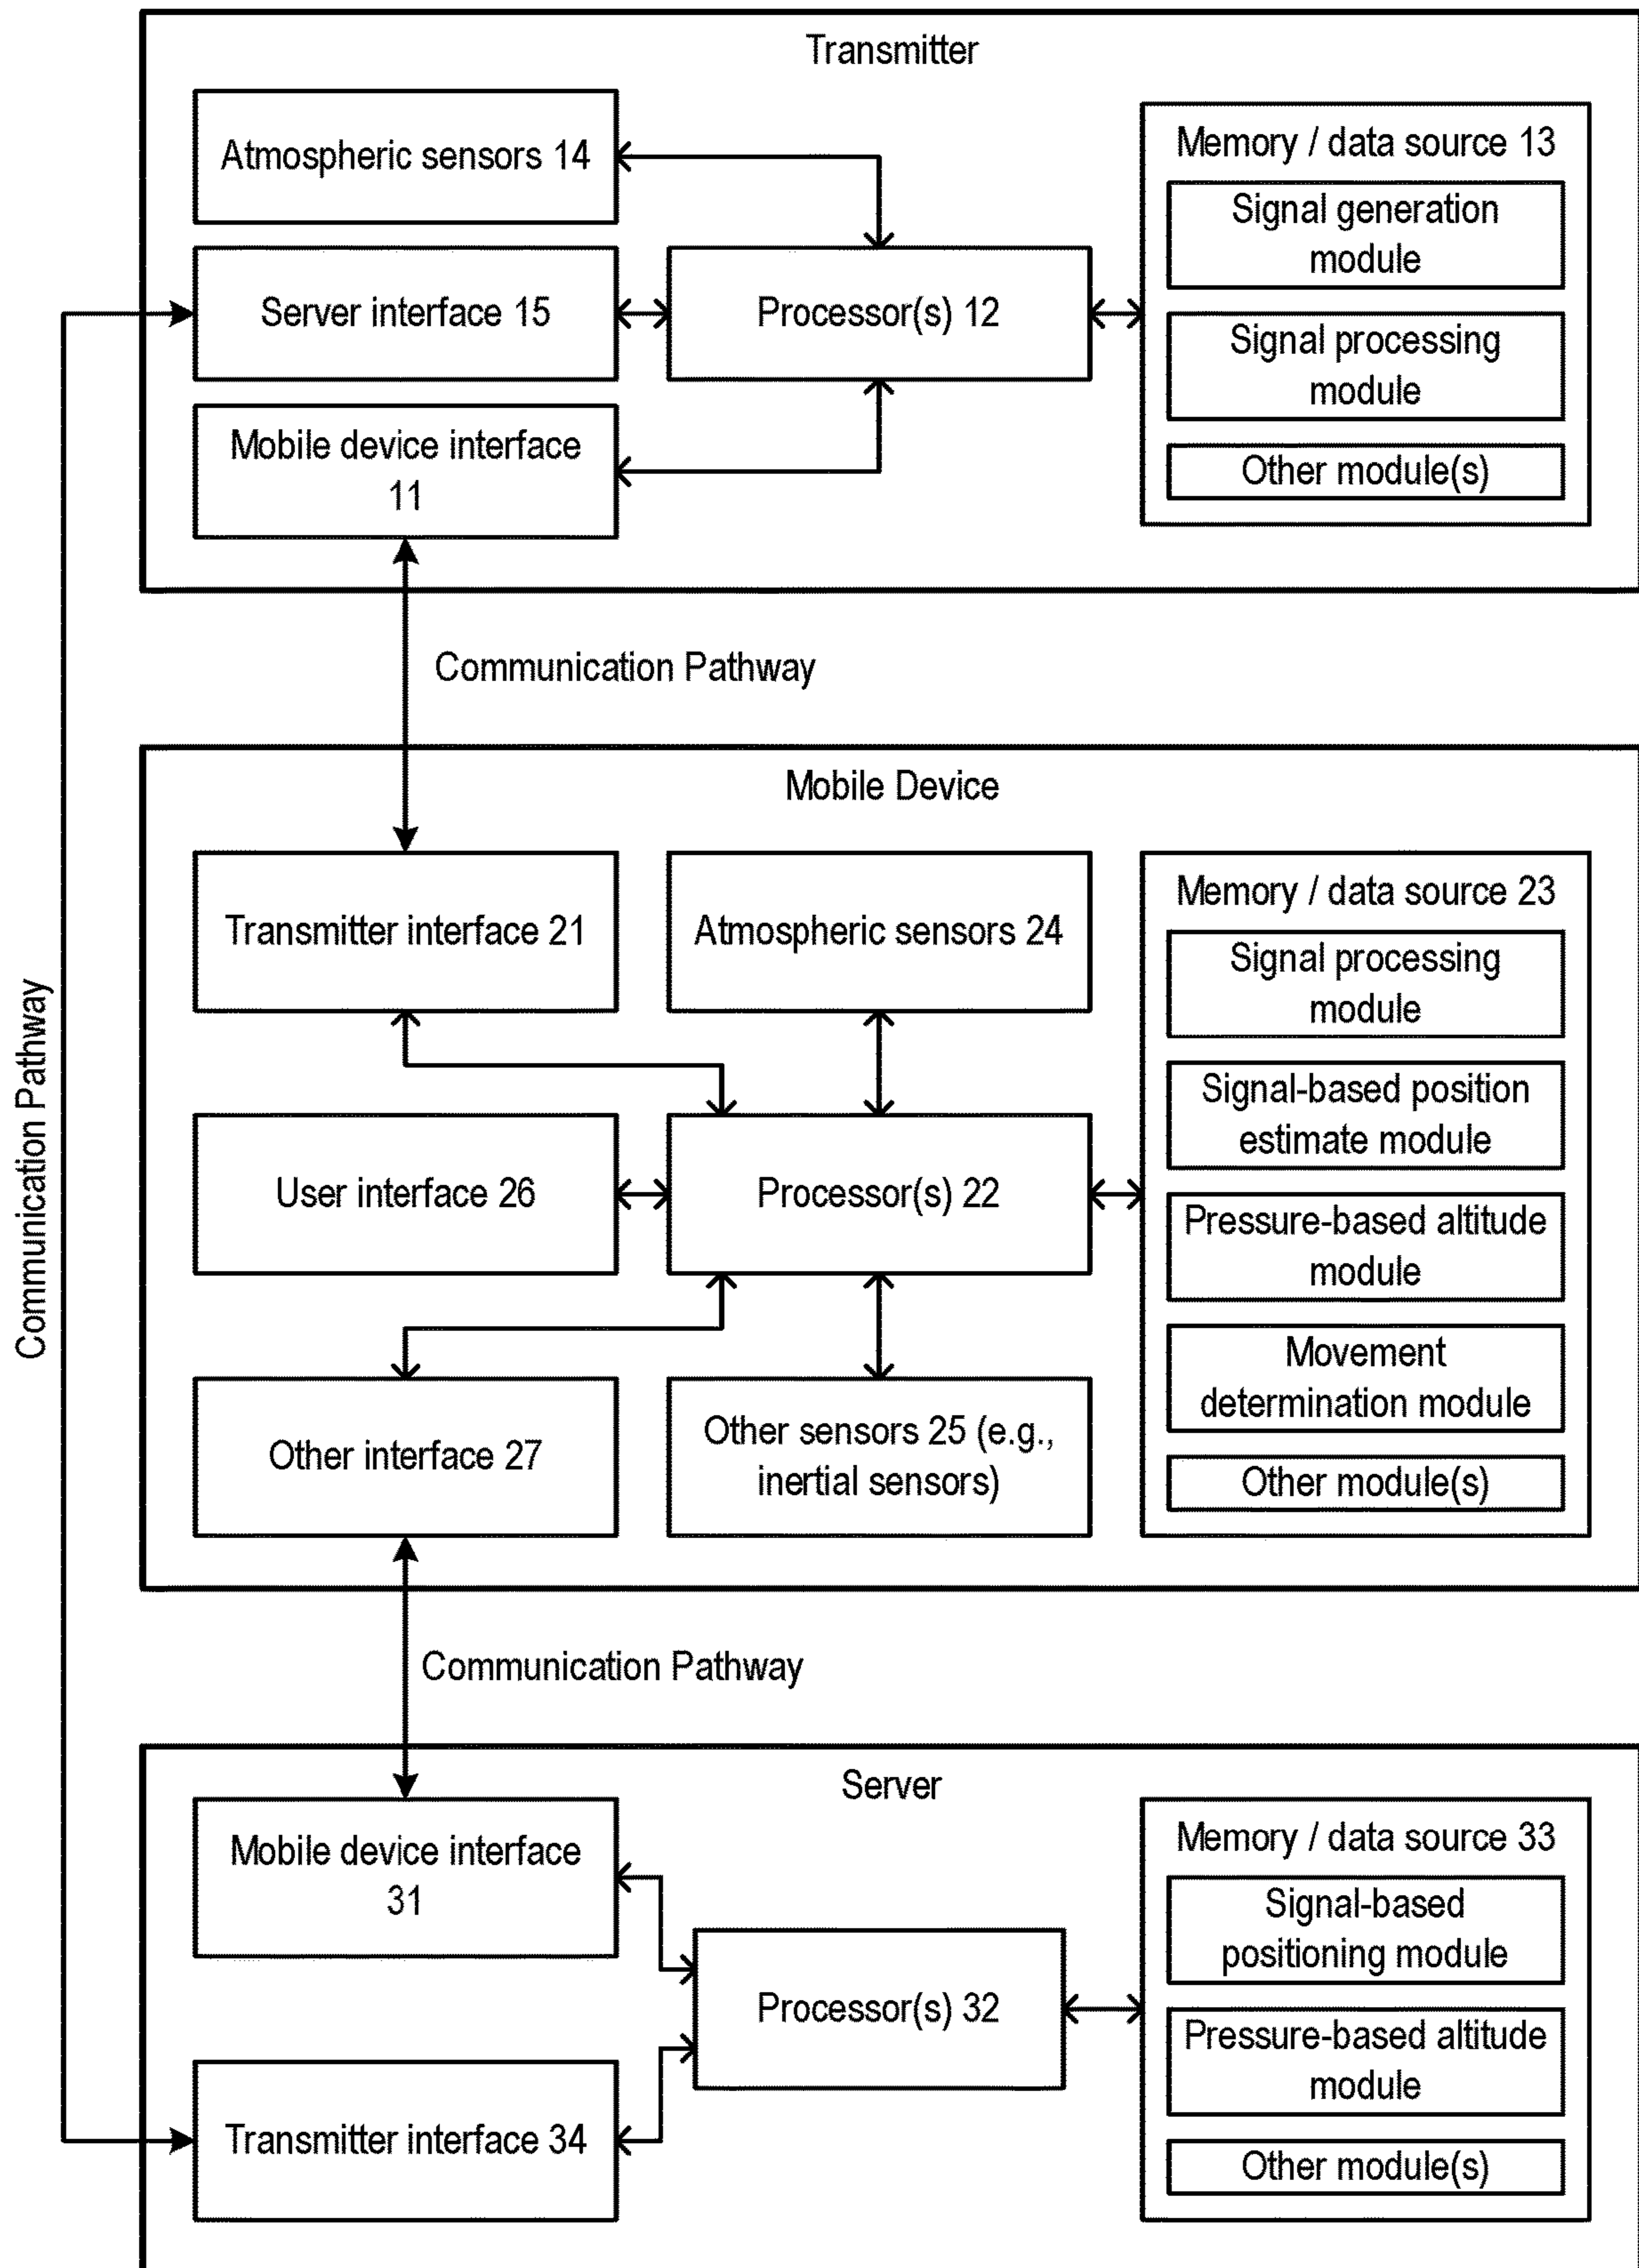 Transmitter
Atmospheric sensors 14
Server interface 15
Mobile device interface
11
Processor(s) 12
Memory / data source 13
Signal generation
module
Signal processing
module
Other module(s)
Communication Pathway
Communication Pathway
Mobile Device
Transmitter interface 21
Atmospheric sensors 24
User interface 26
Processor(s) 22
Other interface 27
Other sensors 25 (e.g.,
inertial sensors)
Memory / data source 23
Signal processing
module
Signal-based position
estimate module
Pressure-based altitude
module
Movement
determination module
Other module(s)
Communication Pathway
Server
Mobile device interface
31
Transmitter interface 34
Processor(s) 32
Memory / data source 33
Signal-based
positioning module
Pressure-based altitude
module
Other module(s)